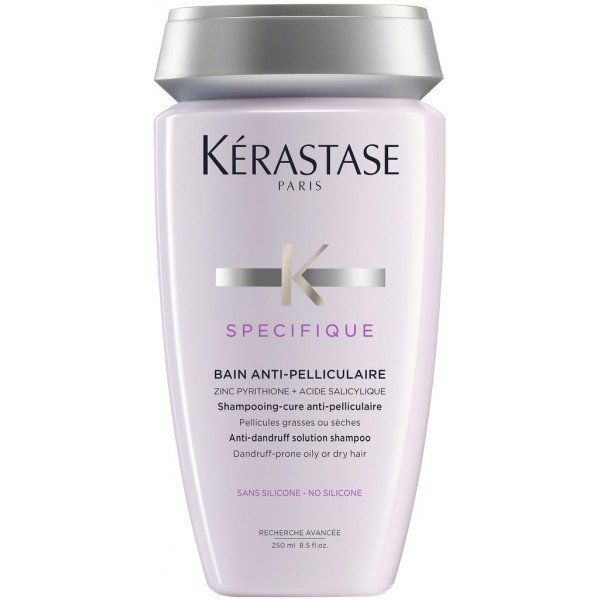 KÉRASTASE
PARIS
K
SPECIFIQUE
BAIN ANTI-PELLICULAIRE
ZINC PYRITHIONE + ACIDE SALICYLIQUE
Shampooing-cure anti-pelliculaire
Pellicules grasses ou sèches
Anti-dandruff solution shampoo
Dandruff-prone oily or dry hair
SANS SILICONE - NO SILICONE
RECHERCHE AVANCÉE
250 ml 8.5 fl.oz.